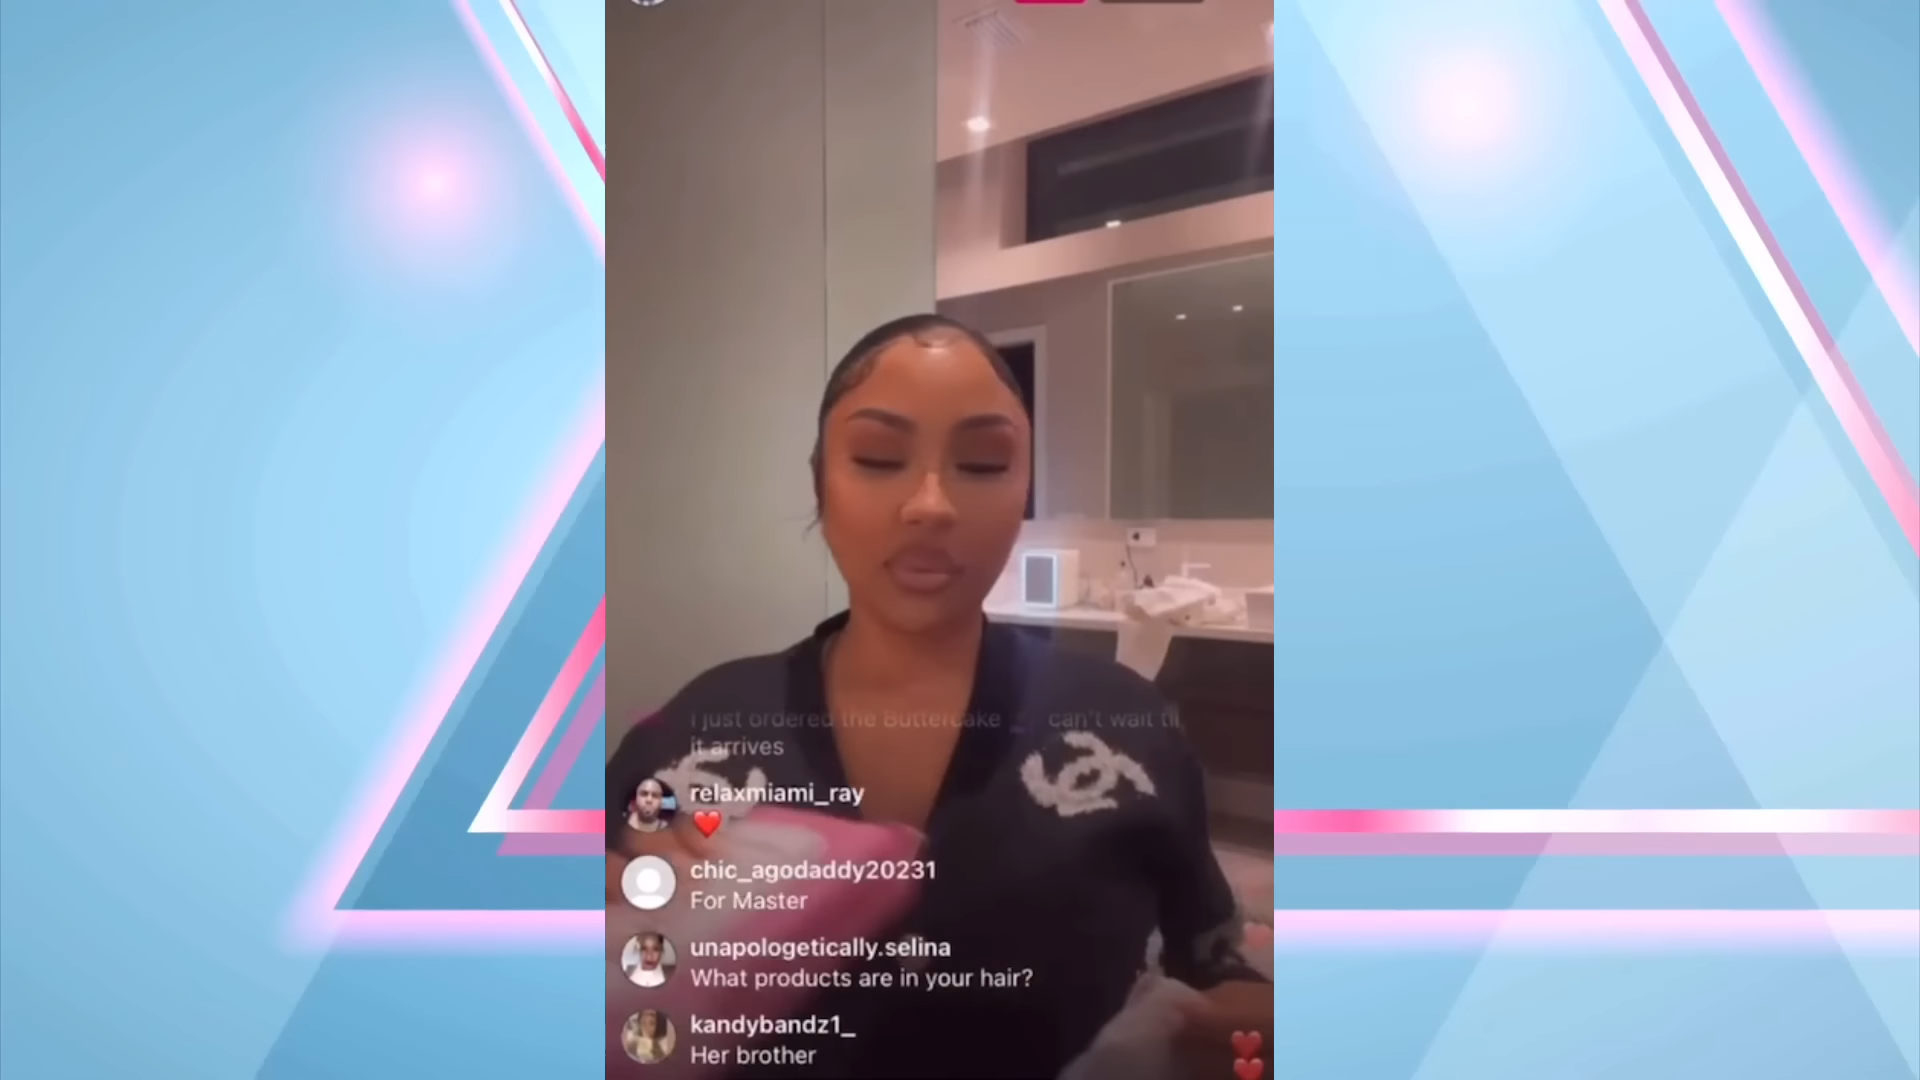 I just ordered the Buttercake can't wait til
it arrives
relaxmiami_ray
chic_agodaddy20231
For Master
unapologetically.selina
What products are in your hair?
kandybandz1_
Her brother